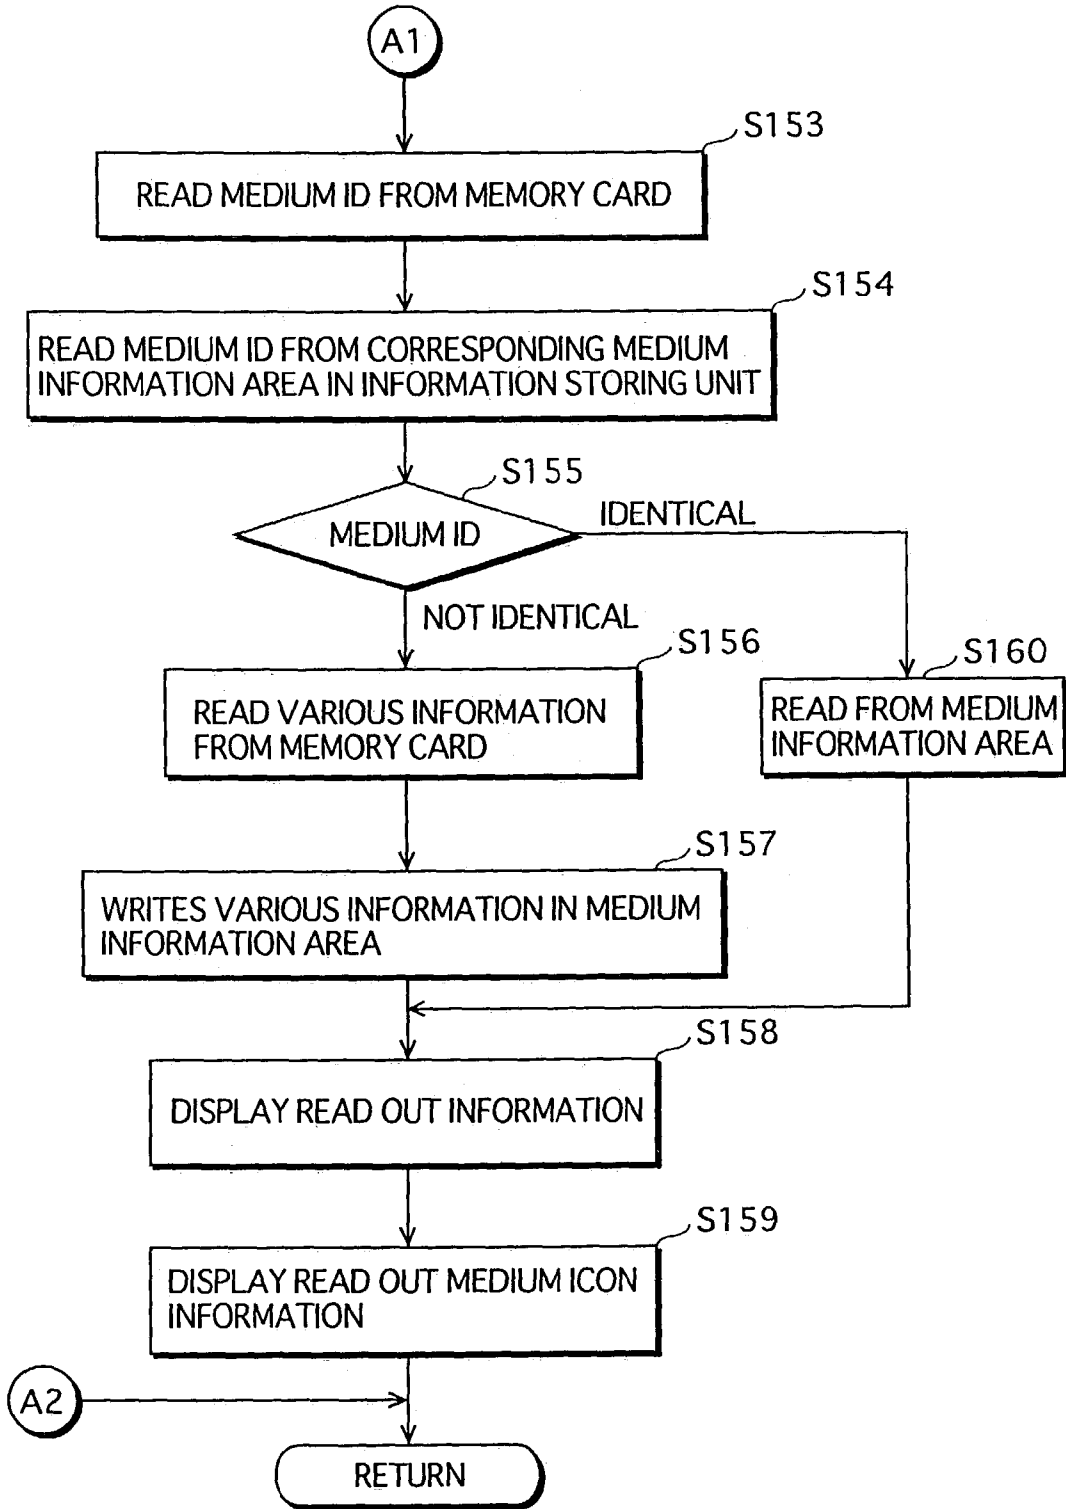 A1
S153
READ MEDIUM ID FROM MEMORY CARD
S154
READ MEDIUM ID FROM CORRESPONDING MEDIUM
INFORMATION AREA IN INFORMATION STORING UNIT
S155
MEDIUM ID
IDENTICAL
NOT IDENTICAL
S156
READ VARIOUS INFORMATION
FROM MEMORY CARD
S160
READ FROM MEDIUM
INFORMATION AREA
S157
WRITES VARIOUS INFORMATION IN MEDIUM
INFORMATION AREA
S158
DISPLAY READ OUT INFORMATION
S159
DISPLAY READ OUT MEDIUM ICON
INFORMATION
A2
RETURN